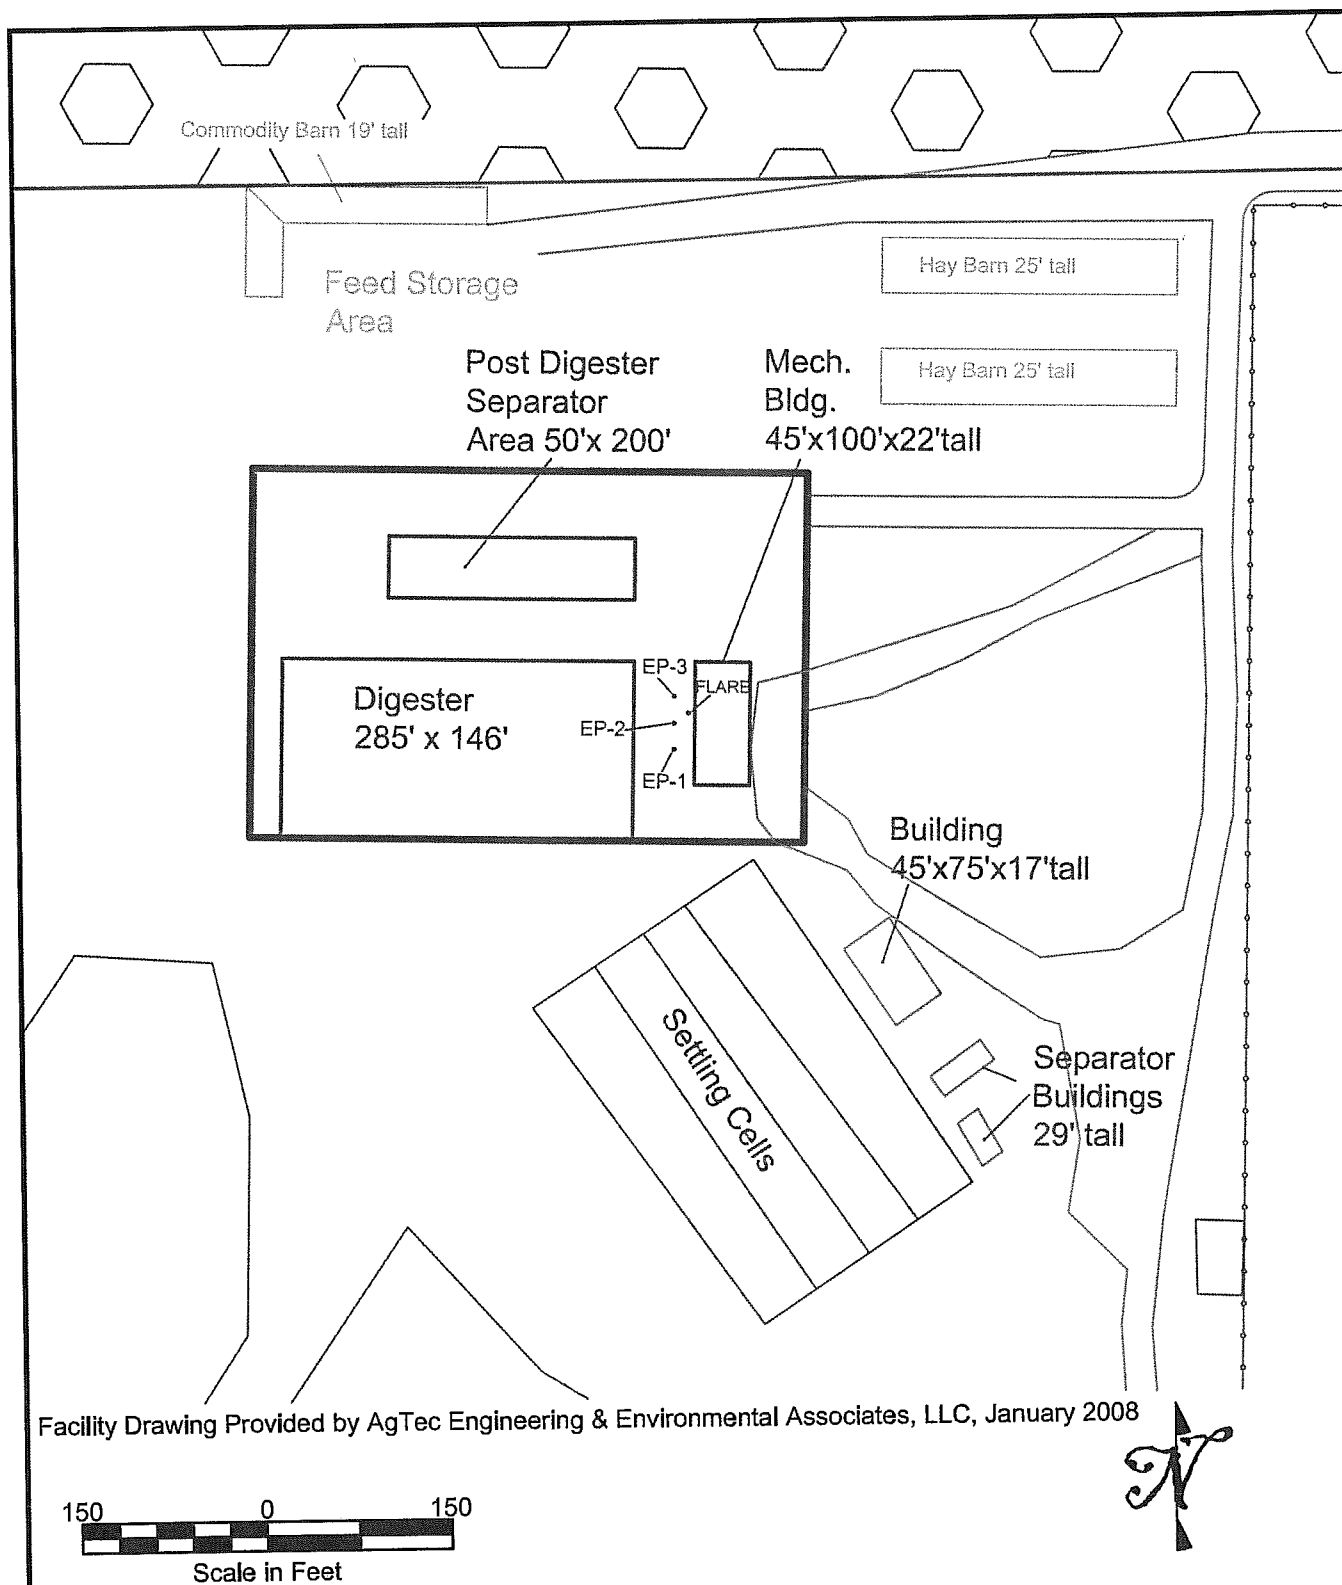 Commodity Barn 19' tall
Hay Barn 25' tall
Feed Storage
Area
Post Digester
Separator
Area 50'x 200'
Mech.
Bldg.
45'x100'x22'tall
Hay Barn 25' tall
EP-3
FLARE
Digester
285' x 146'
EP-2
EP-1
Building
45'x75'x17'tall
Settling Cells
Separator
Buildings
29' tall
Facility Drawing Provided by AgTec Engineering & Environmental Associates, LLC, January 2008
N
150 0 150
Scale in Feet